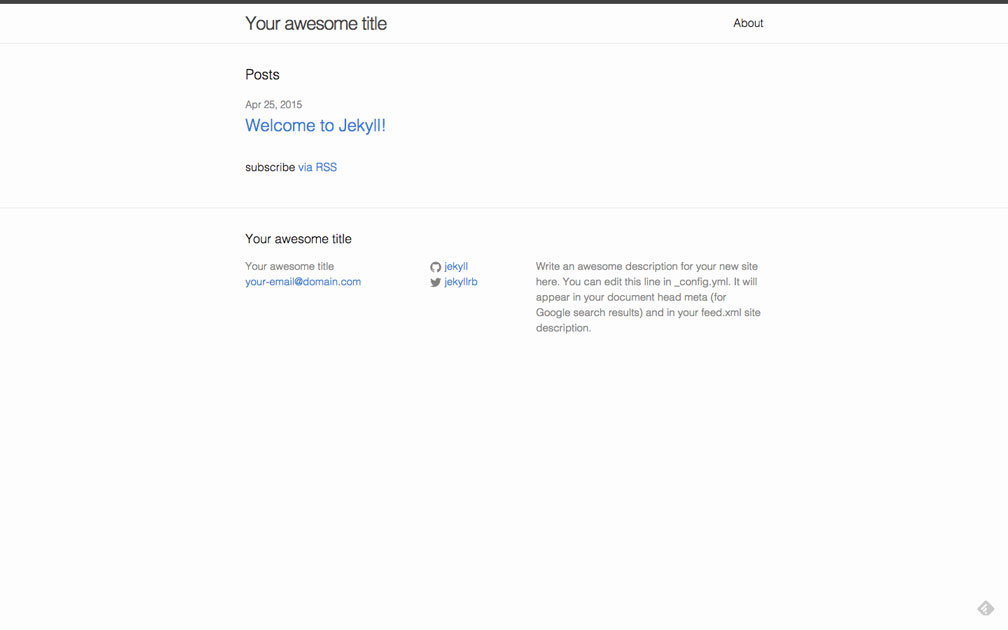 Your awesome title
About
Posts
Apr 25, 2015
Welcome to Jekyll!
subscribe via RSS
Your awesome title
Your awesome title
your-email@domain.com
jekyll
jekyllrb
Write an awesome description for your new site
here. You can edit this line in _config.yml. It will
appear in your document head meta (for
Google search results) and in your feed.xml site
description.